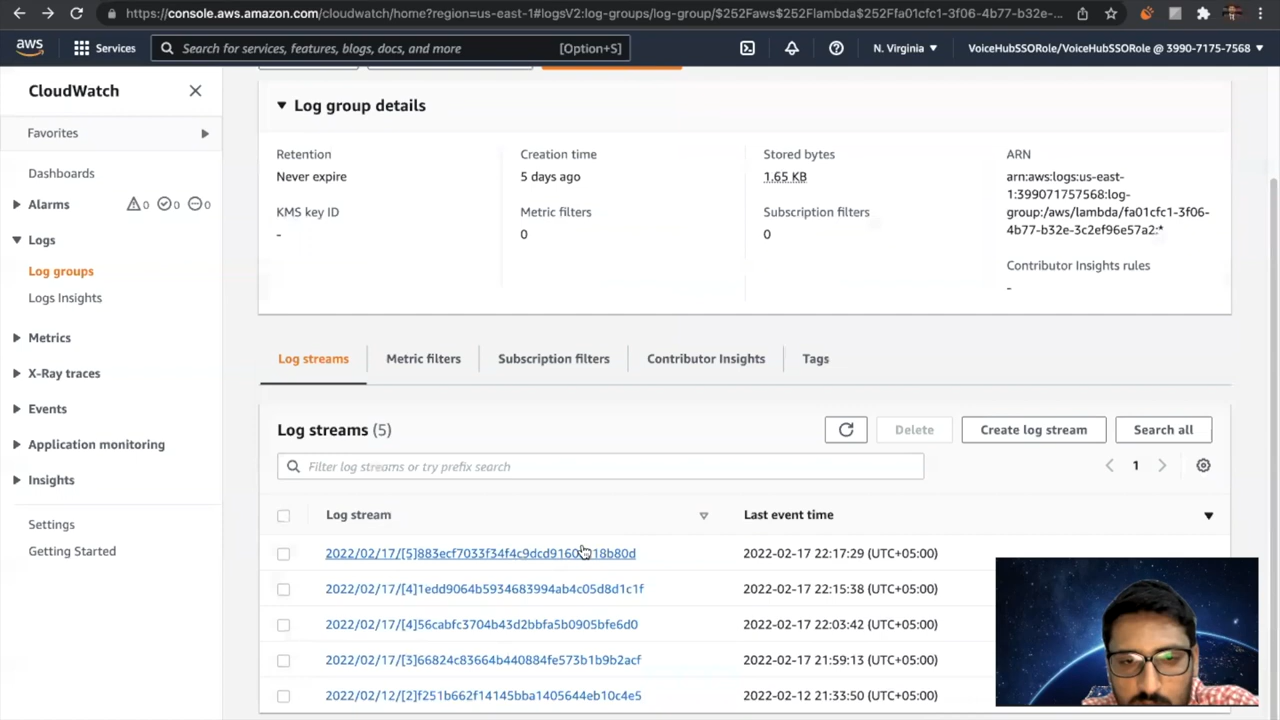 https://console.aws.amazon.com/cloudwatch/home?region=us-east-1#logsV2:log-groups/log-group/$252Faws$252Flambda$252Ffa01cfc1-3f06-4b77-b32e-...
aws
Services
Search for services, features, blogs, docs, and more [Option+S]
N. Virginia
VoiceHubSSORole/VoiceHubSSORole @ 3990-7175-7568
CloudWatch
Favorites
Dashboards
Alarms 0 0 0
Logs
Log groups
Logs Insights
Metrics
X-Ray traces
Events
Application monitoring
Insights
Settings
Getting Started
Log group details
Retention
Never expire
KMS key ID
-
Creation time
5 days ago
Metric filters
0
Stored bytes
1.65 KB
Subscription filters
0
ARN
arn:aws:logs:us-east-
1:399071757568:log-
group:/aws/lambda/fa01cfc1-3f06-
4b77-b32e-3c2ef96e57a2:*
Contributor Insights rules
-
Log streams
Metric filters
Subscription filters
Contributor Insights
Tags
Log streams (5)
Delete
Create log stream
Search all
Filter log streams or try prefix search
1
Log stream
Last event time
2022-02-17 22:17:29 (UTC+05:00)
2022/02/17/[4]1edd9064b5934683994ab4c05d8d1c1f 2022-02-17 22:15:38 (UTC+05:00)
2022/02/17/[4]56cabfc3704b43d2bbfa5b0905bfe6d0 2022-02-17 22:03:42 (UTC+05:00)
2022/02/17/[3]66824c83664b440884fe573b1b9b2acf 2022-02-17 21:59:13 (UTC+05:00)
2022/02/12/[2]f251b662f14145bba1405644eb10c4e5 2022-02-12 21:33:50 (UTC+05:00)